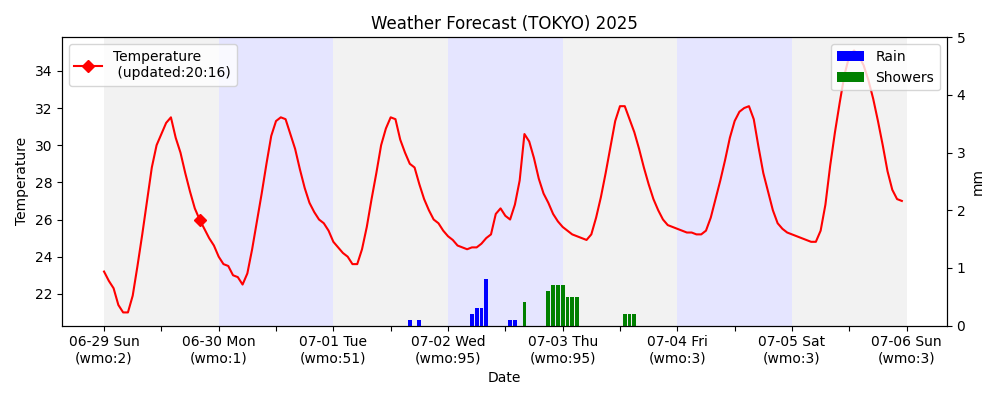 Weather Forecast (TOKYO) 2025
Temperature
(updated:20:16)
Rain
Showers
Temperature
34
32
30
28
26
24
22
5
4
3
2
1
0
mm
06-29 Sun
(wmo:2)
06-30 Mon
(wmo:1)
07-01 Tue
(wmo:51)
07-02 Wed
(wmo:95)
07-03 Thu
(wmo:95)
07-04 Fri
(wmo:3)
07-05 Sat
(wmo:3)
07-06 Sun
(wmo:3)
Date